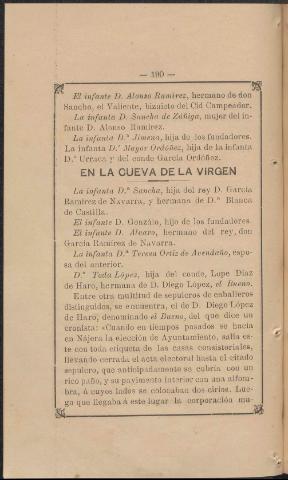 — 190 —
El infante D. Alonso Ramírez, hermano de don
Sancho, el Valiente, biznieto del Cid Campeador.
La infanta D. Sancha de Zúñiga, mujer del in-
fante D. Alonso Ramírez.
La infanta D.ª Jimena, hija de los fundadores.
La infanta D.ª Mayor Ordóñez, hija de la infanta
D.ª Urraca y del conde García Ordóñez.
EN LA CUEVA DE LA VIRGEN
La infanta D.ª Sancha, hija del rey D. García
Ramírez de Navarra, y hermano de D.ª Blanca
de Castilla.
El infante D. Gonzálo, hijo de los fundadores.
El infante D. Alvaro, hermano del rey, don
García Ramírez de Navarra.
La infanta D.ª Teresa Ortiz de Avendaño, espo-
sa del anterior.
D.ª Toda López, hija del conde, Lope Díaz
de Haro, hermana de D. Diego López, el Bueno.
Entre otra multitud de sepulcros de caballeros
distinguidos, se encuentra, el de D. Diego López
de Haro, denominado el Bueno, del que dice un
cronista: «Cuando en tiempos pasados se hacía
en Nájera la elección de Ayuntamiento, salía es-
te con toda etiqueta de las casas consistoriales,
llevando cerrada el acta electoral hasta el citado
sepulcro, que anticipadamente se cubría con un
rico paño, y su pavimento interior con una alfom-
bra, á cuyos lados se colocaban dos cirios. Lue-
go que llegaba á este lugar la corporación mu-